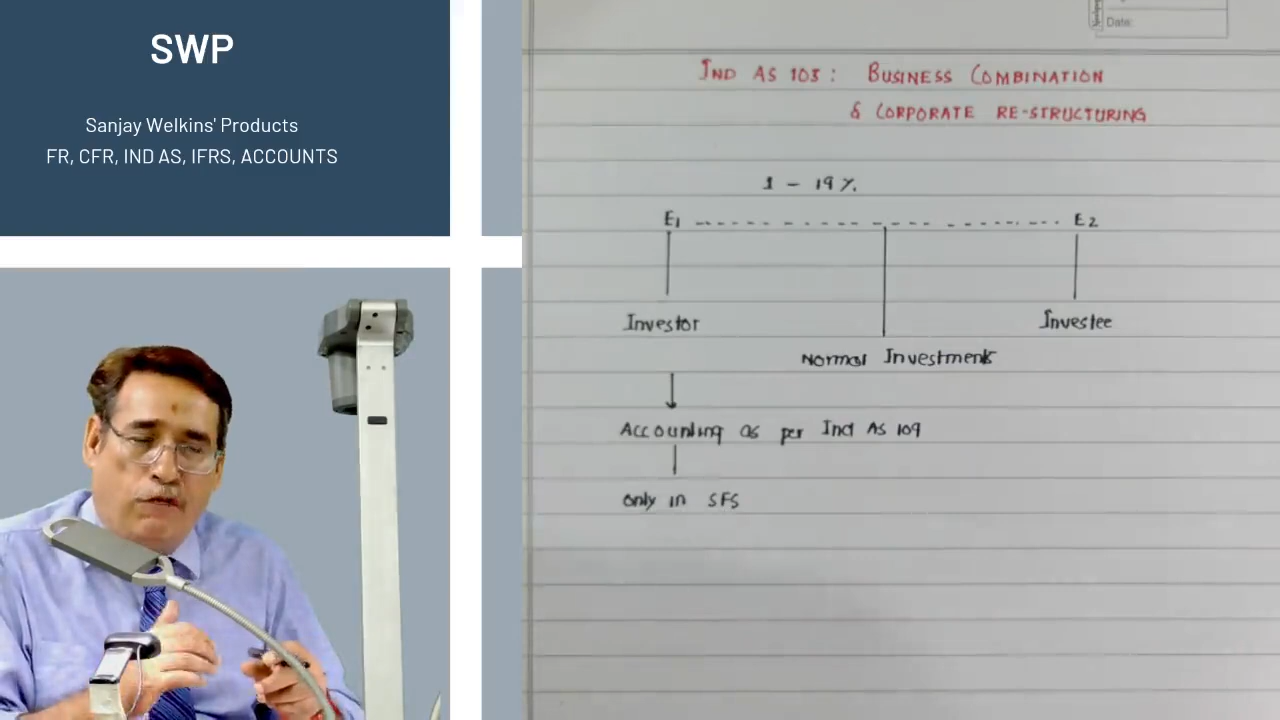 SWP
Sanjay Welkins' Products
FR, CFR, IND AS, IFRS, ACCOUNTS
Date:
IND AS 103: BUSINESS COMBINATION
& CORPORATE RE-STRUCTURING
1 - 19%
E1 E2
Investor Investee
Normal Investment
Accounting as per Ind AS 109
only in SFS